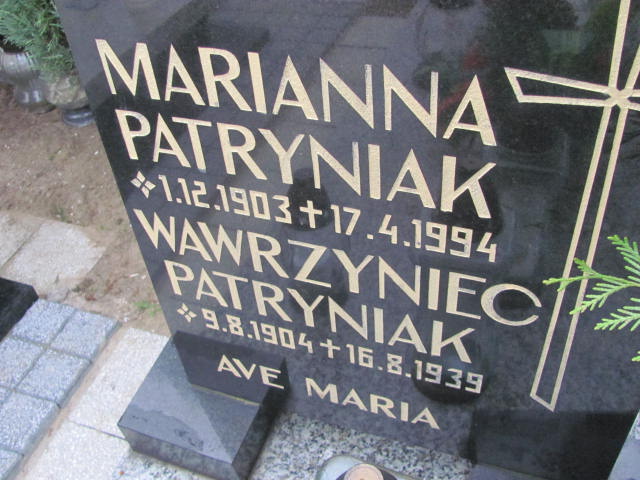 MARIANNA
PATRYNIAK
1.12.1903 + 17.4.1994
WAWRZYNIEC
PATRYNIAK
9.8.1904 + 16.8.1939
AVE MARIA